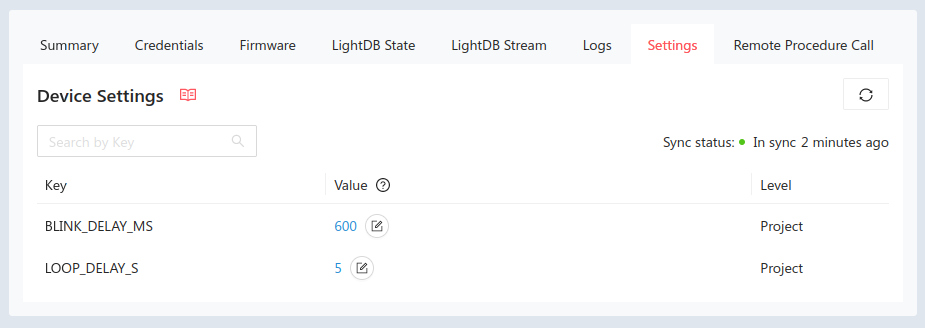 Summary Credentials Firmware LightDB State LightDB Stream Logs Settings Remote Procedure Call
Device Settings
Search by Key
Sync status: In sync 2 minutes ago
Key Value Level
BLINK_DELAY_MS 600 Project
LOOP_DELAY_S 5 Project